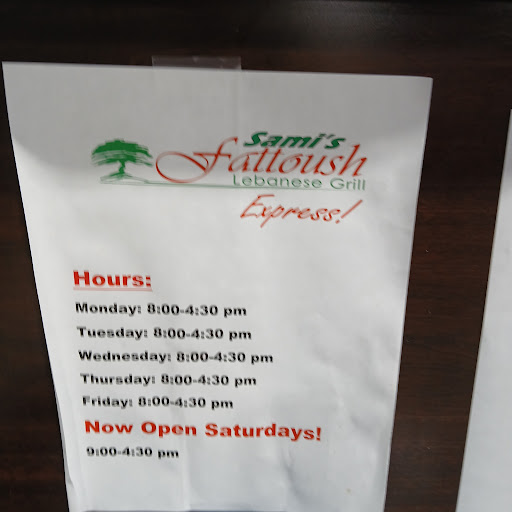 Sami's
Fattoush
Lebanese Grill
Express!
Hours:
Monday: 8:00-4:30 pm
Tuesday: 8:00-4:30 pm
Wednesday: 8:00-4:30 pm
Thursday: 8:00-4:30 pm
Friday: 8:00-4:30 pm
Now Open Saturdays!
9:00-4:30 pm